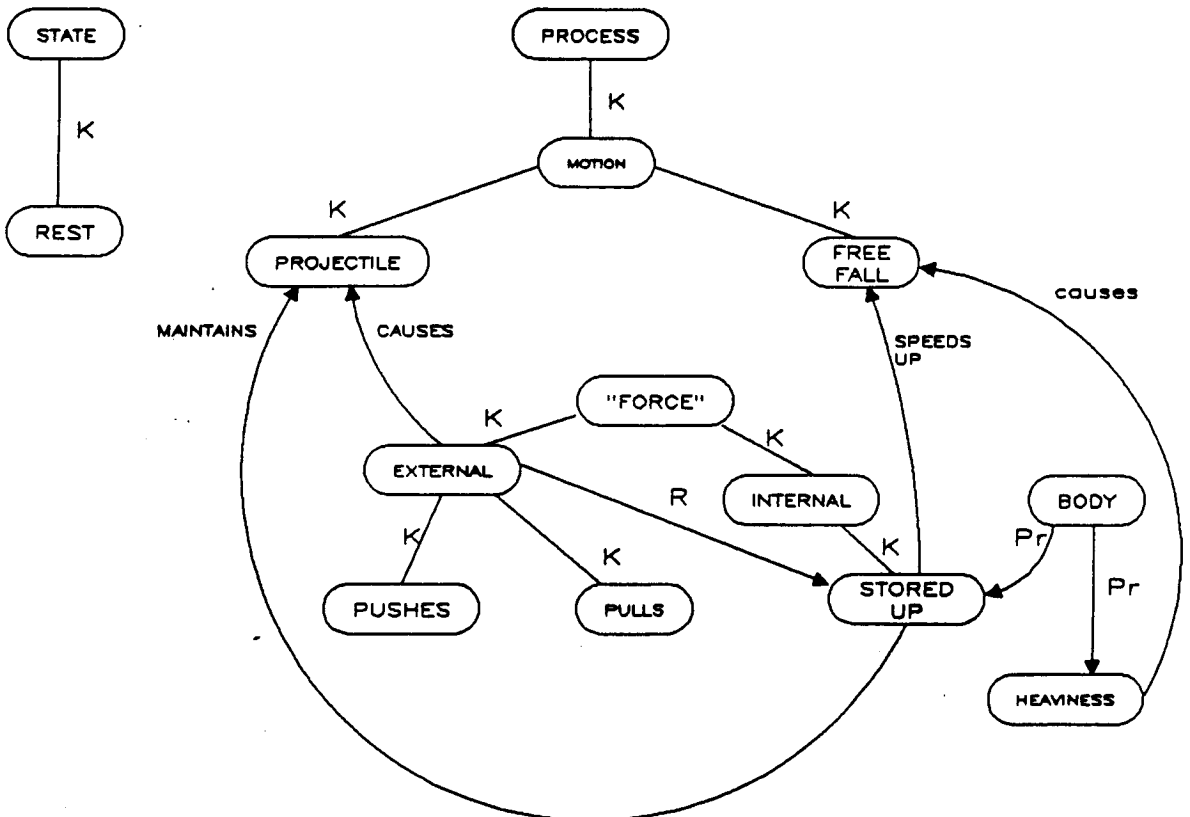 STATE
PROCESS
K
K
MOTION
REST
K
K
PROJECTILE
FREE
FALL
causes
MAINTAINS
CAUSES
SPEEDS
UP
"FORCE"
K
K
EXTERNAL
R
INTERNAL
BODY
K
K
K
Pr
Pr
PUSHES
PULLS
STORED
UP
HEAVINESS